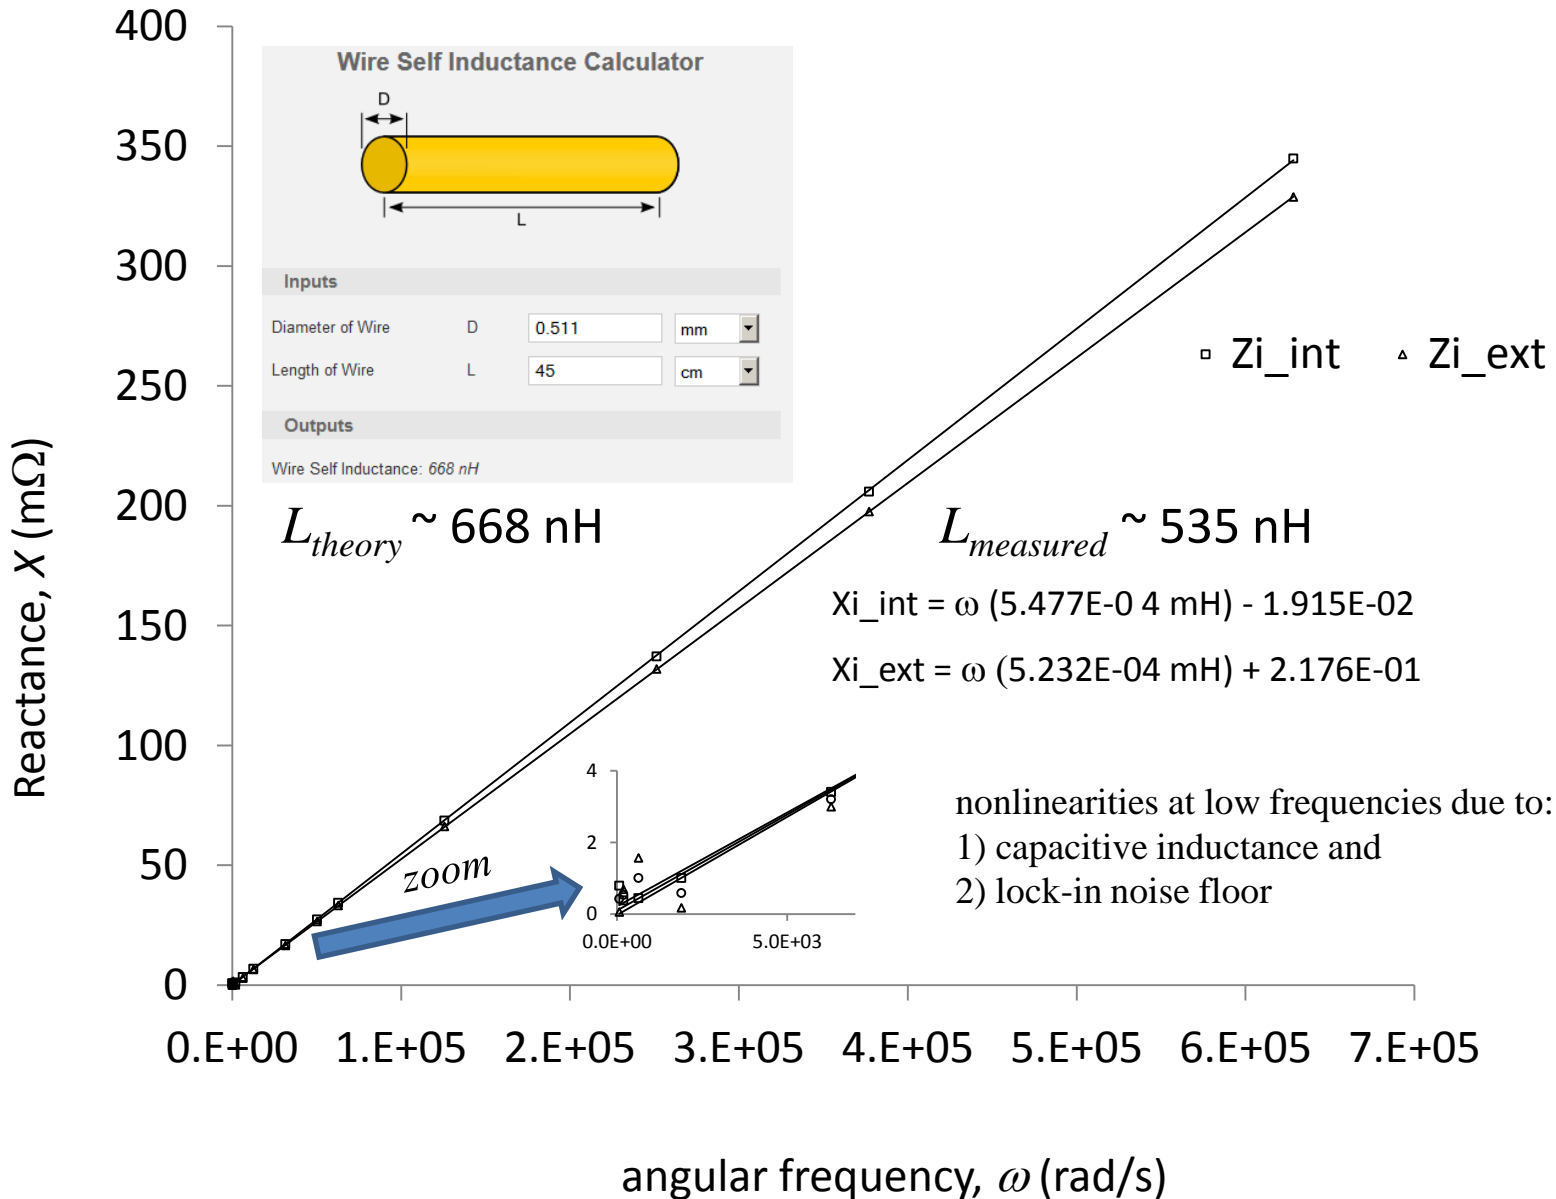 400
350
300
250
200
150
100
50
0
Reactance, X (mΩ)
Wire Self Inductance Calculator
D
L
Inputs
Diameter of Wire D 0.511 mm
Length of Wire L 45 cm
Outputs
Wire Self Inductance: 668 nH
Zi_int Zi_ext
L_theory ~ 668 nH
L_measured ~ 535 nH
Xi_int = ω (5.477E-0 4 mH) - 1.915E-02
Xi_ext = ω (5.232E-04 mH) + 2.176E-01
zoom
4
2
0
0.0E+00 5.0E+03
nonlinearities at low frequencies due to:
1) capacitive inductance and
2) lock-in noise floor
0.E+00 1.E+05 2.E+05 3.E+05 4.E+05 5.E+05 6.E+05 7.E+05
angular frequency, ω (rad/s)